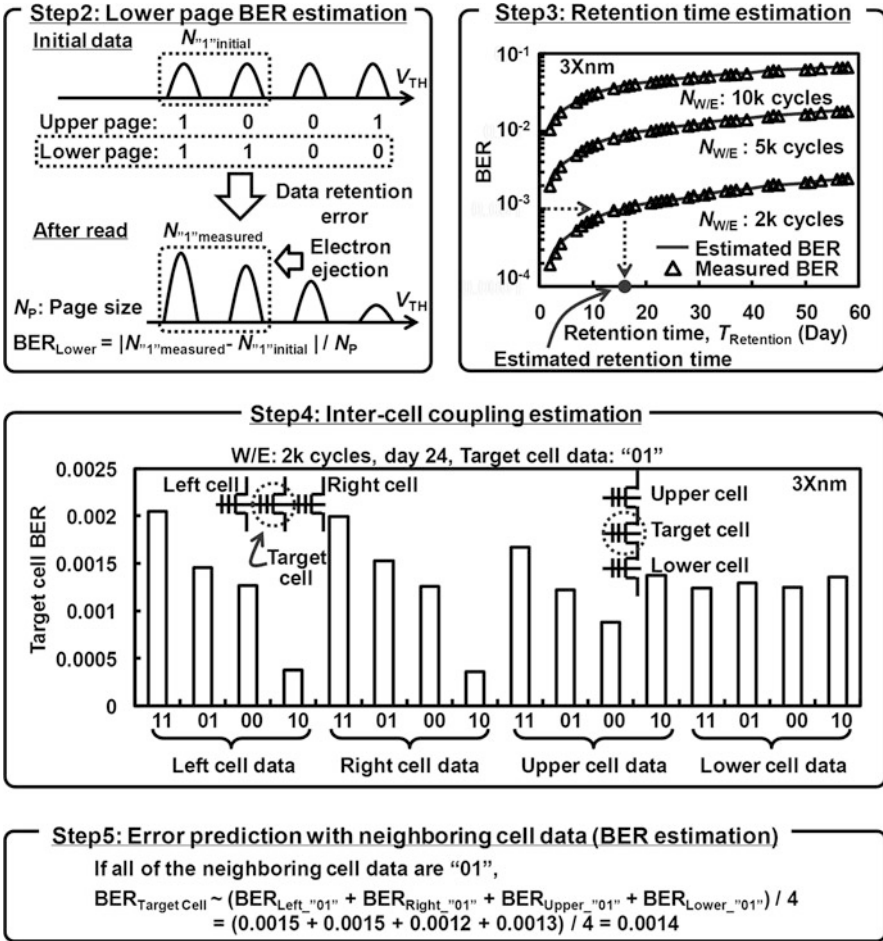 Step2: Lower page BER estimation
Initial data
N"1"initial
VTH
Upper page: 1 0 0 1
Lower page: 1 1 0 0
Data retention
error
After read
N"1"measured
Electron
ejection
NP: Page size
VTH
BERLower = |N"1"measured- N"1"initial | / NP
Step3: Retention time estimation
10-1
10-2
10-3
10-4
BER
3Xnm
NW/E: 10k cycles
NW/E: 5k cycles
NW/E: 2k cycles
Estimated BER
Measured BER
0 10 20 30 40 50 60
Retention time, TRetention (Day)
Estimated retention time
Step4: Inter-cell coupling estimation
W/E: 2k cycles, day 24, Target cell data: "01"
Target cell BER
0.0025
0.002
0.0015
0.001
0.0005
0
Left cell
Right cell
Target
cell
3Xnm
Upper cell
Target cell
Lower cell
11 01 00 10 11 01 00 10 11 01 00 10 11 01 00 10
Left cell data Right cell data Upper cell data Lower cell data
Step5: Error prediction with neighboring cell data (BER estimation)
If all of the neighboring cell data are "01",
BERTarget Cell ~ (BERLeft_"01" + BERRight_"01" + BERUpper_"01" + BERLower_"01") / 4
= (0.0015 + 0.0015 + 0.0012 + 0.0013) / 4 = 0.0014